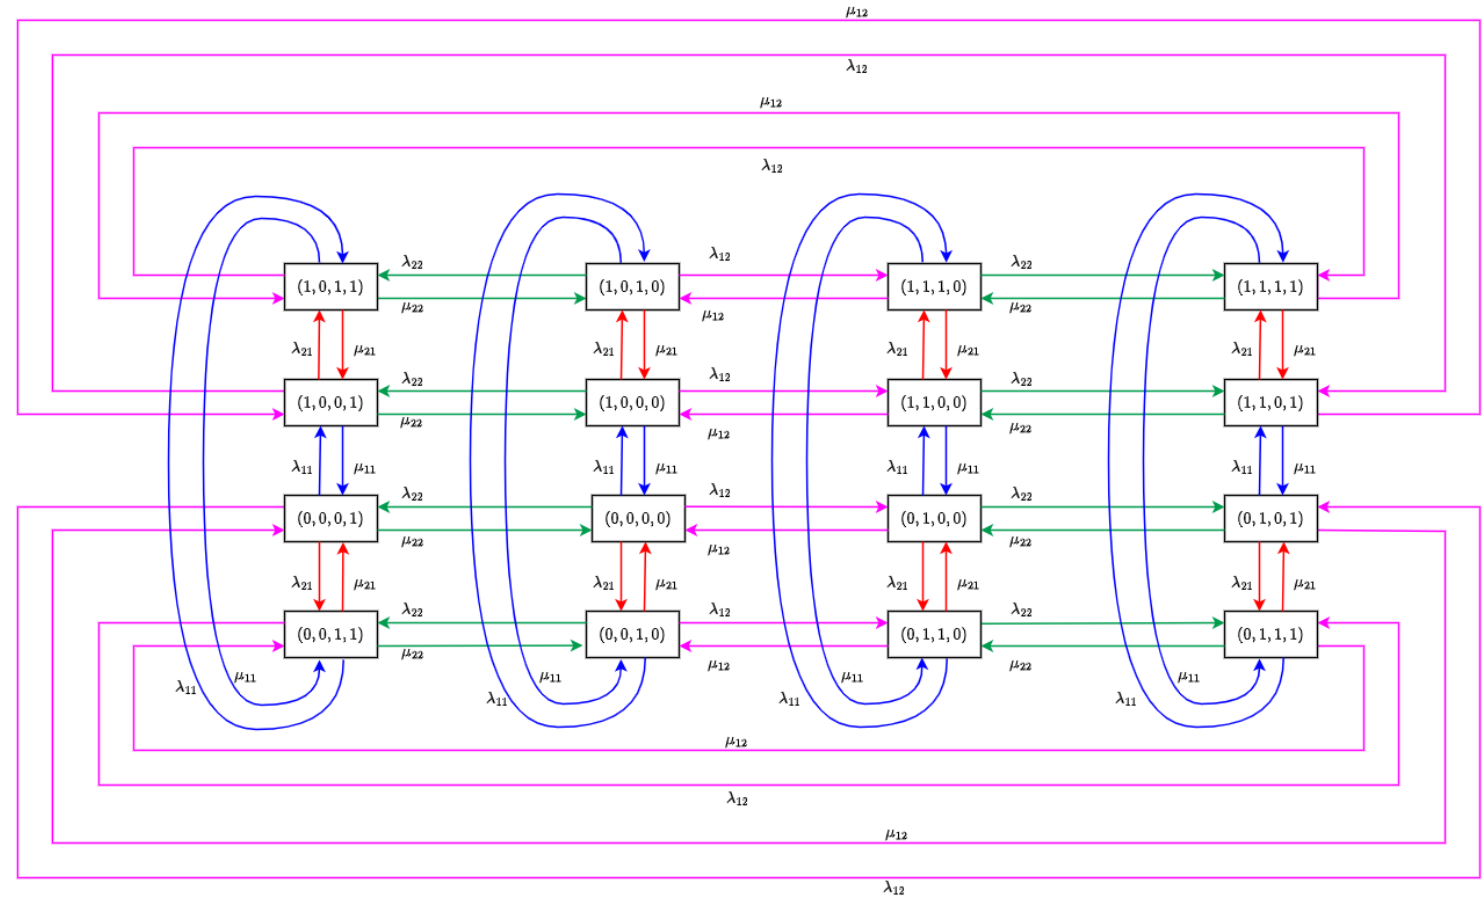 μ₁₂
λ₁₂
μ₁₂
λ₁₂
λ₂₂ λ₁₂ λ₂₂
(1,0,1,1) (1,0,1,0) (1,1,1,0) (1,1,1,1)
μ₂₂ μ₁₂ μ₂₂
λ₂₁ μ₂₁ λ₂₁ μ₂₁ λ₂₁ μ₂₁ λ₂₁ μ₂₁
λ₂₂ λ₁₂ λ₂₂
(1,0,0,1) (1,0,0,0) (1,1,0,0) (1,1,0,1)
μ₂₂ μ₁₂ μ₂₂
λ₁₁ μ₁₁ λ₁₁ μ₁₁ λ₁₁ μ₁₁ λ₁₁ μ₁₁
λ₂₂ λ₁₂ λ₂₂
(0,0,0,1) (0,0,0,0) (0,1,0,0) (0,1,0,1)
μ₂₂ μ₁₂ μ₂₂
λ₂₁ μ₂₁ λ₂₁ μ₂₁ λ₂₁ μ₂₁ λ₂₁ μ₂₁
λ₂₂ λ₁₂ λ₂₂
(0,0,1,1) (0,0,1,0) (0,1,1,0) (0,1,1,1)
μ₂₂ μ₁₂ μ₂₂
λ₁₁ μ₁₁ λ₁₁ μ₁₁ λ₁₁ μ₁₁ λ₁₁ μ₁₁
μ₁₂
λ₁₂
μ₁₂
λ₁₂